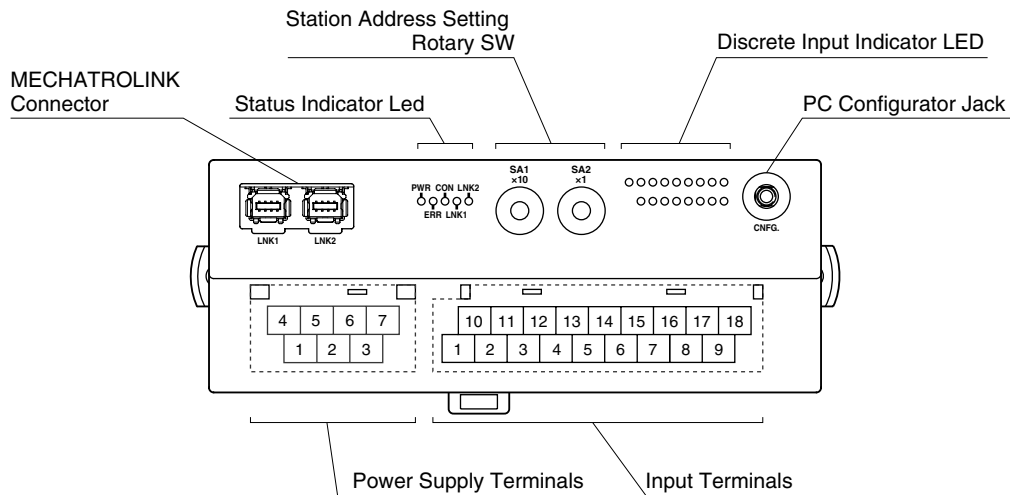 Station Address Setting
Rotary SW
Discrete Input Indicator LED
MECHATROLINK
Connector
Status Indicator Led
PC Configurator Jack
SA1
×10
SA2
×1
PWR CON LNK2
ERR LNK1
LNK1
LNK2
CNFG.
4 5 6 7
1 2 3
10 11 12 13 14 15 16 17 18
1 2 3 4 5 6 7 8 9
Power Supply Terminals
Input Terminals